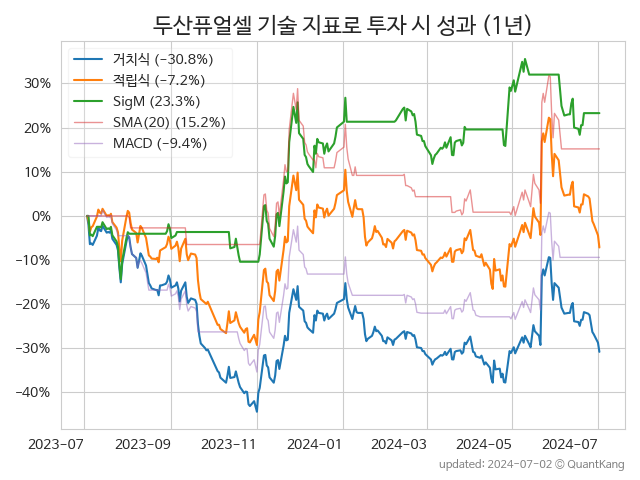 두산퓨얼셀 기술 지표로 투자 시 성과 (1년)
거치식 (−30.8%)
적립식 (−7.2%)
SigM (23.3%)
SMA(20) (15.2%)
MACD (−9.4%)
30%
20%
10%
0%
−10%
−20%
−30%
−40%
2023-07 2023-09 2023-11 2024-01 2024-03 2024-05 2024-07
updated: 2024-07-02 © QuantKang